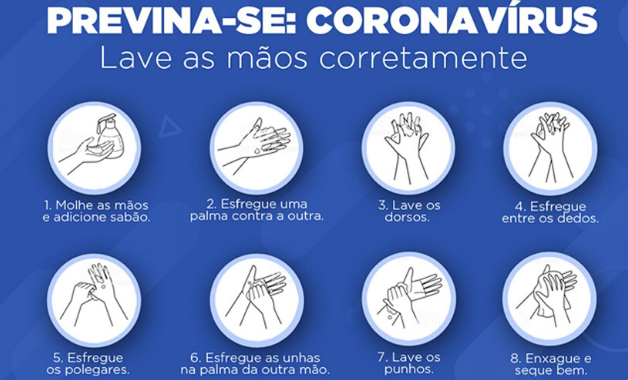 PREVINA-SE: CORONAVÍRUS
Lave as mãos corretamente
1. Molhe as mãos
e adicione sabão.
2. Esfregue uma
palma contra a outra.
3. Lave os
dorsos.
4. Esfregue
entre os dedos.
5. Esfregue
os polegares.
6. Esfregue as unhas
na palma da outra mão.
7. Lave os
punhos.
8. Enxague e
seque bem.